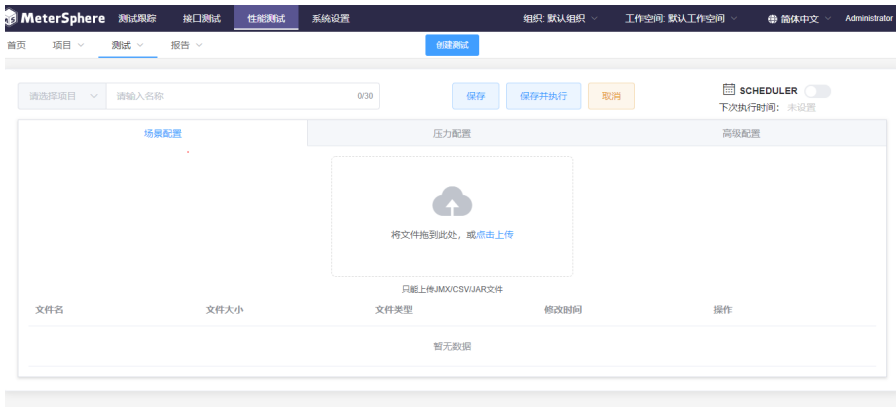 MeterSphere 测试跟踪 接口测试 性能测试 系统设置 组织: 默认组织 工作空间: 默认工作空间 简体中文 Administrator
首页 项目 测试 报告 创建测试
请选择项目 请输入名称 0/30 保存 保存并执行 取消 SCHEDULER
下次执行时间: 未设置
场景配置 压力配置 高级配置
将文件拖到此处, 或点击上传
只能上传JMX/CSV/JAR文件
文件名 文件大小 文件类型 修改时间 操作
暂无数据